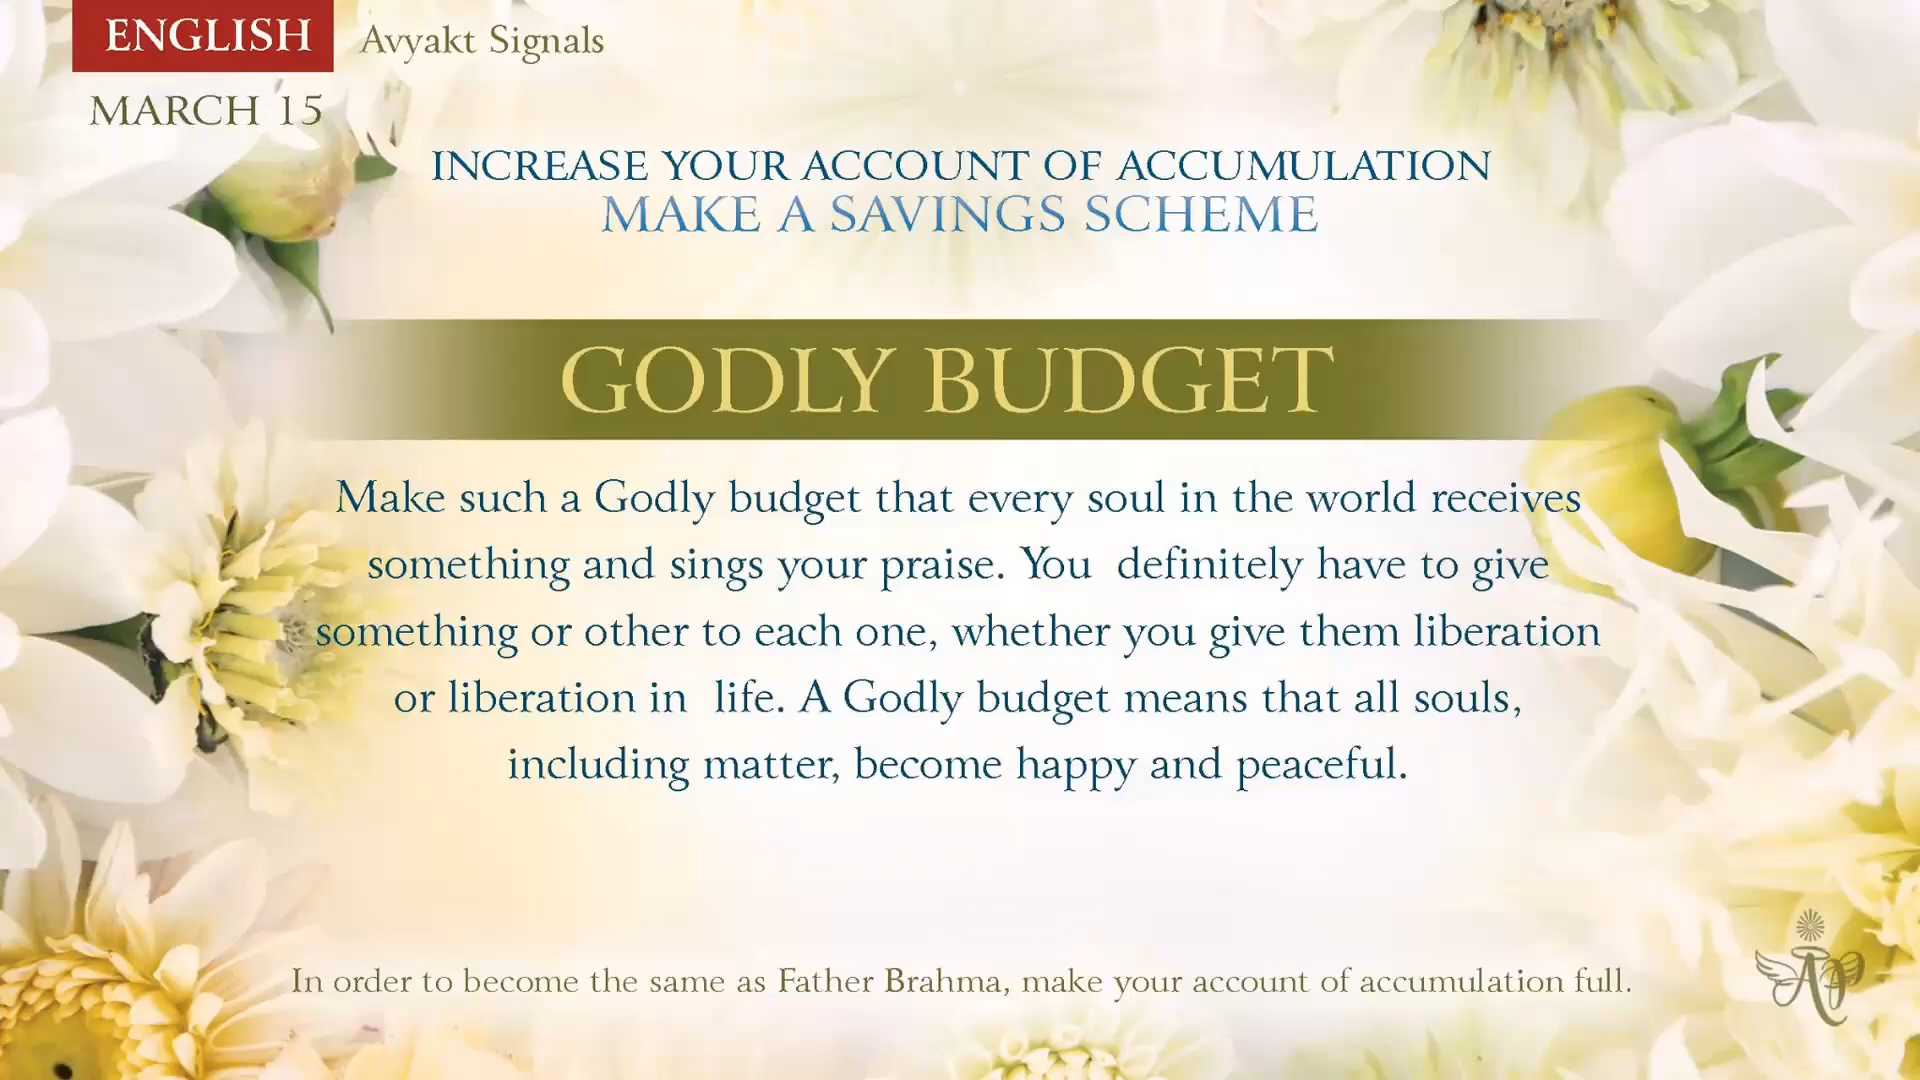 ENGLISH Avyakt Signals
MARCH 15
INCREASE YOUR ACCOUNT OF ACCUMULATION
MAKE A SAVINGS SCHEME
GODLY BUDGET
Make such a Godly budget that every soul in the world receives
something and sings your praise. You definitely have to give
something or other to each one, whether you give them liberation
or liberation in life. A Godly budget means that all souls,
including matter, become happy and peaceful.
In order to become the same as Father Brahma, make your account of accumulation full.